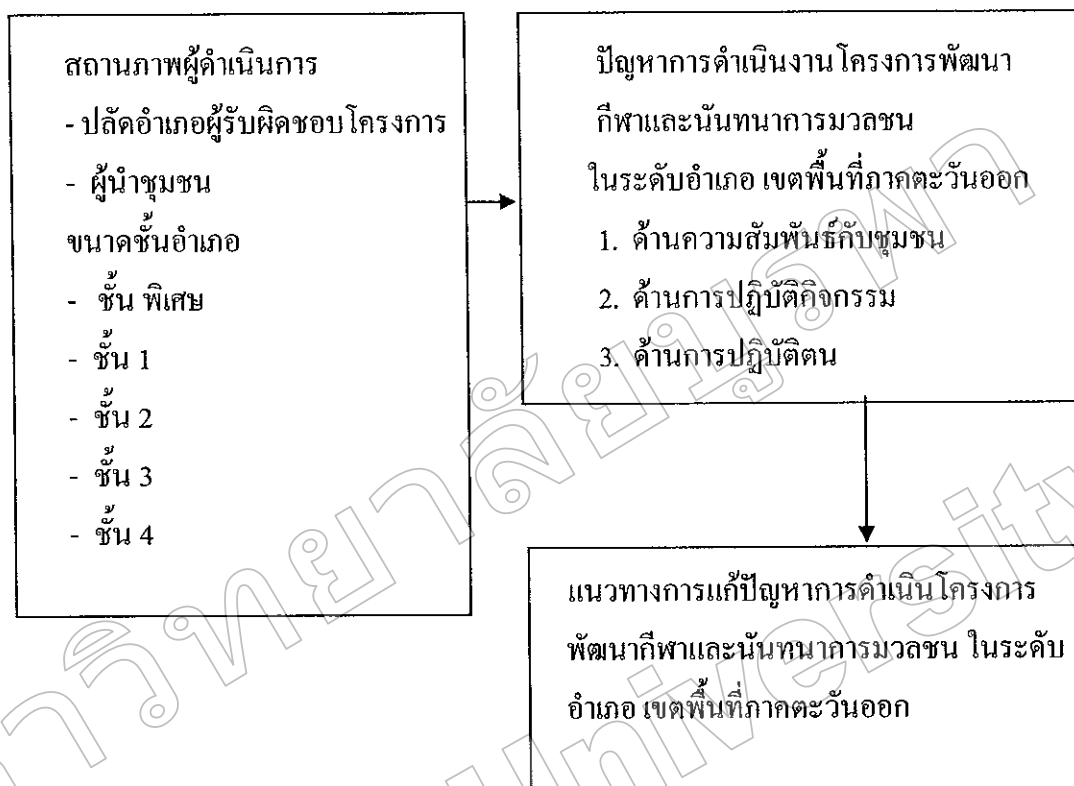 สถานภาพผู้ดำเนินการ
- ปลัดอำเภอผู้รับผิดชอบโครงการ
- ผู้นำชุมชน
ขนาดชั้นอำเภอ
- ชั้น พิเศษ
- ชั้น 1
- ชั้น 2
- ชั้น 3
- ชั้น 4
ปัญหาการดำเนินงานโครงการพัฒนา
กีฬาและนันทนาการมวลชน
ในระดับอำเภอ เขตพื้นที่ภาคตะวันออก
1. ด้านความสัมพันธ์กับชุมชน
2. ด้านการปฏิบัติกิจกรรม
3. ด้านการปฏิบัติตน
แนวทางการแก้ปัญหาการดำเนินโครงการ
พัฒนากีฬาและนันทนาการมวลชน ในระดับ
อำเภอ เขตพื้นที่ภาคตะวันออก
าวิทยาลัยบูรพา
University